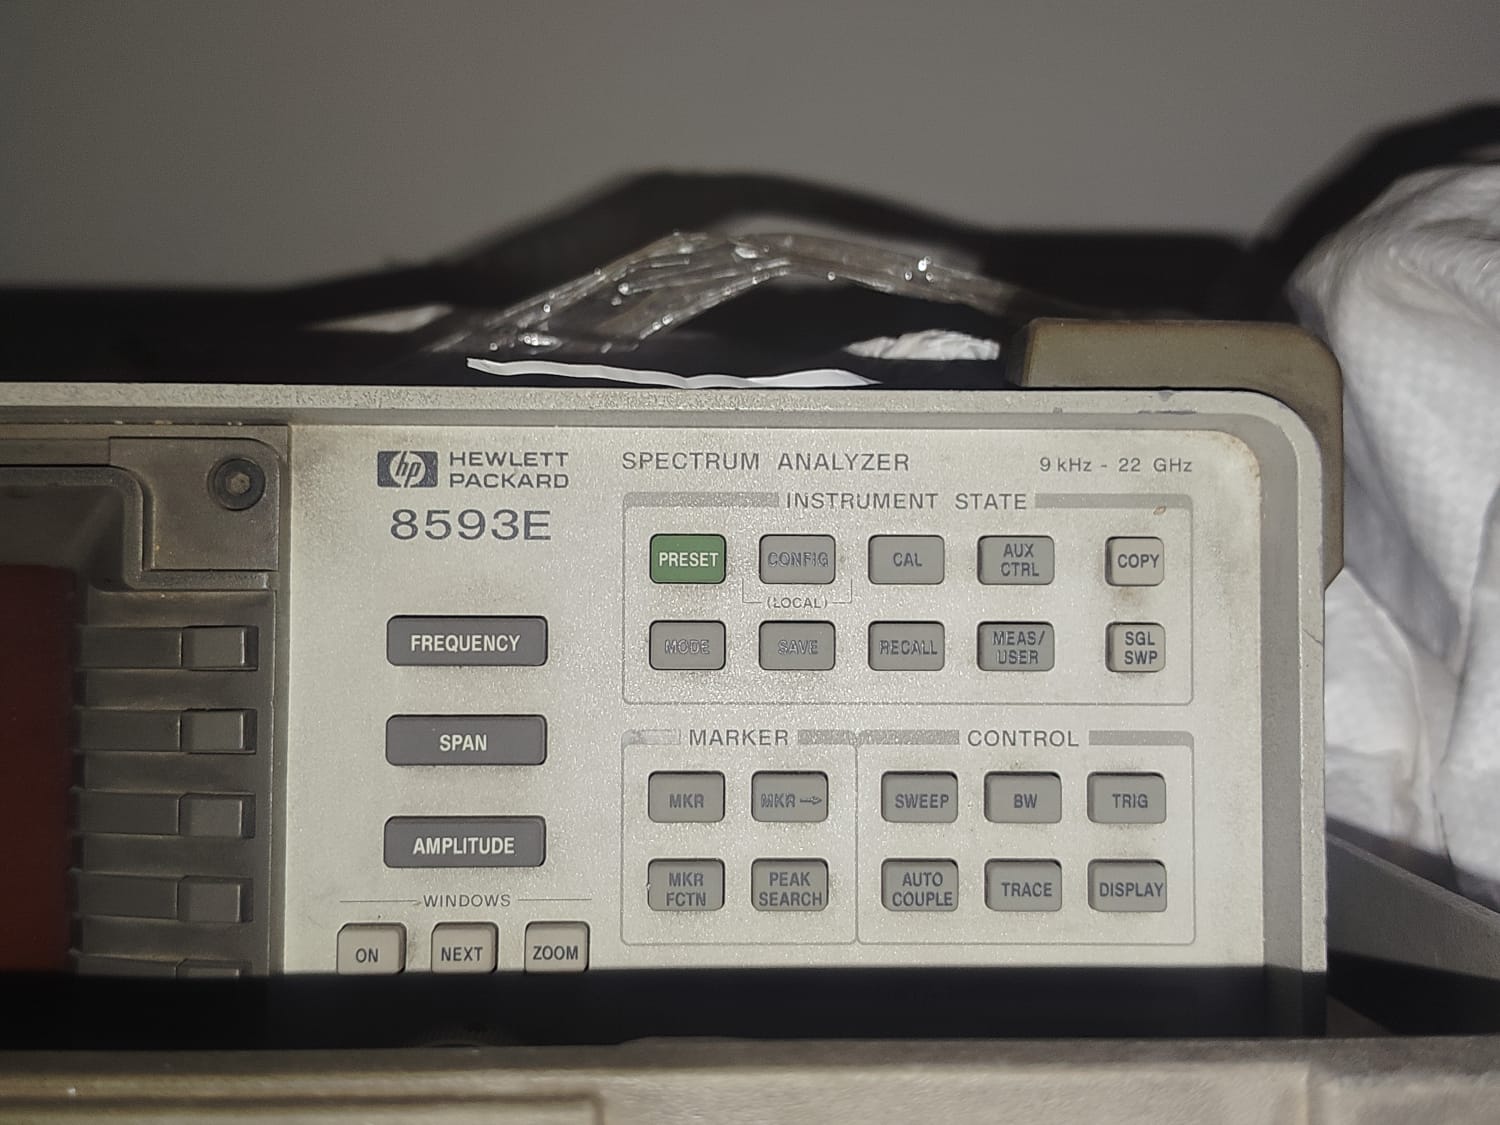 hp HEWLETT
PACKARD
8593E
SPECTRUM ANALYZER
9 kHz - 22 GHz
INSTRUMENT STATE
PRESET
CONFIG
CAL
AUX
CTRL
COPY
(LOCAL)
MODE
SAVE
RECALL
MEAS/
USER
SGL
SWP
FREQUENCY
SPAN
AMPLITUDE
WINDOWS
ON
NEXT
ZOOM
MARKER
MKR
MKR→
MKR
FCTN
PEAK
SEARCH
CONTROL
SWEEP
BW
TRIG
AUTO
COUPLE
TRACE
DISPLAY